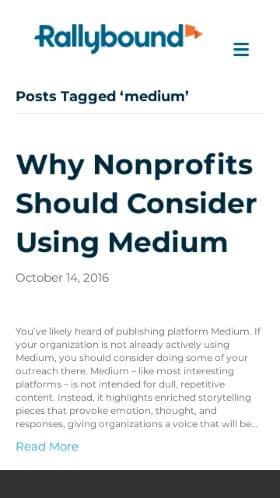 Rallybound
Posts Tagged ‘medium’
Why Nonprofits
Should Consider
Using Medium
October 14, 2016
You’ve likely heard of publishing platform Medium. If
your organization is not already actively using
Medium, you should consider doing some of your
outreach there. Medium – like most interesting
platforms – is not intended for dull, repetitive
content. Instead, it highlights enriched storytelling
pieces that provoke emotion, thought, and
responses, giving organizations a voice that will be...
Read More